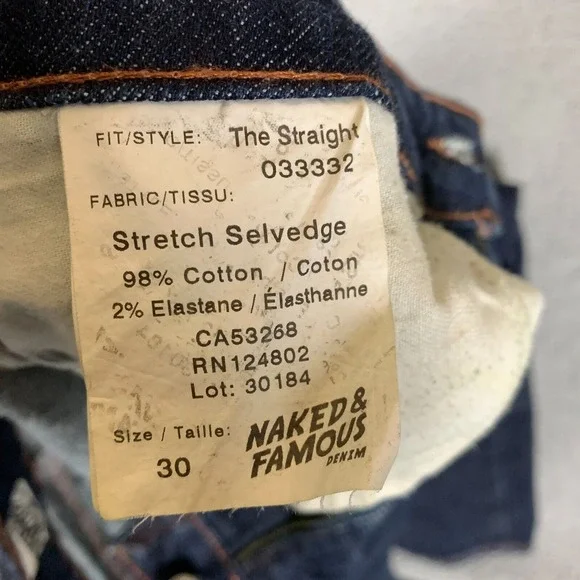 FIT/STYLE: The Straight
033332
FABRIC/TISSU:
Stretch Selvedge
98% Cotton / Coton
2% Elastane / Élasthanne
CA53268
RN124802
Lot: 30184
Size / Taille:
30
NAKED &
FAMOUS
DENIM